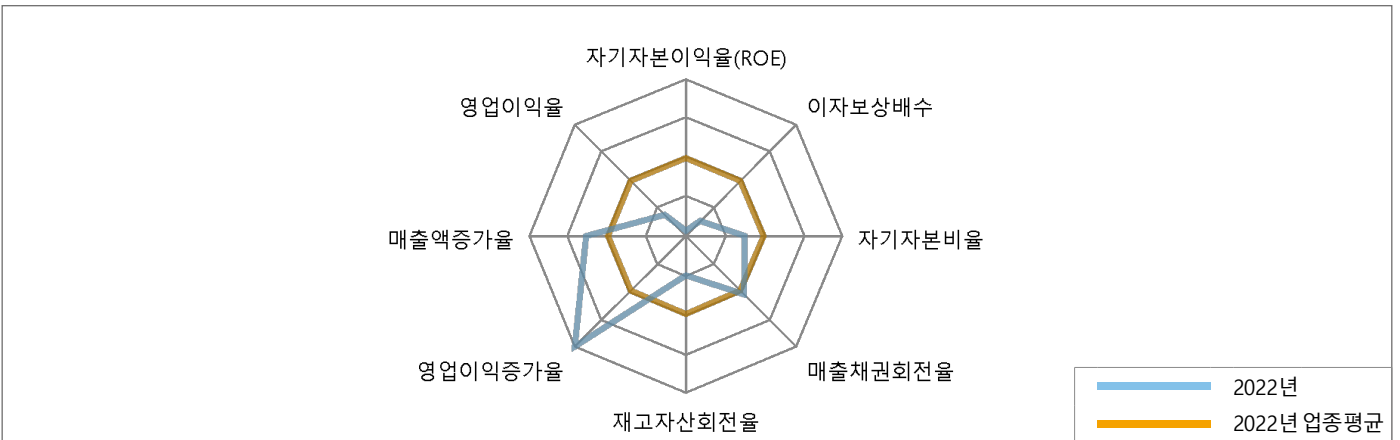 자기자본이익율(ROE)
영업이익율
이자보상배수
매출액증가율
자기자본비율
영업이익증가율
매출채권회전율
재고자산회전율
2022년
2022년 업종평균